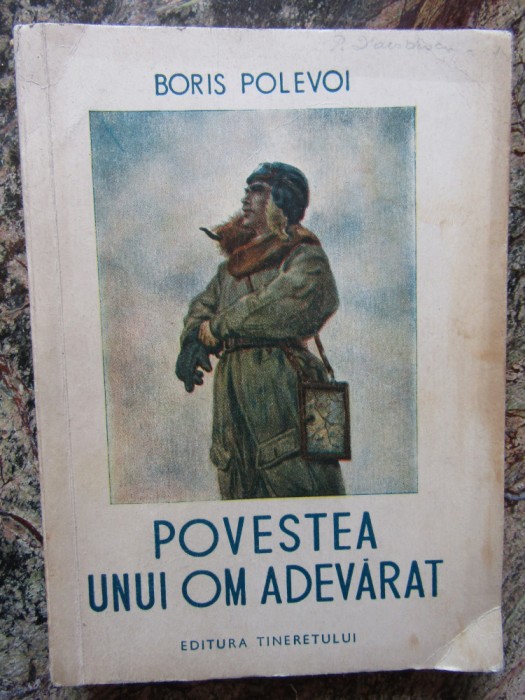 BORIS POLEVOI
POVESTEA
UNUI OM ADEVĂRAT
EDITURA TINERETULUI